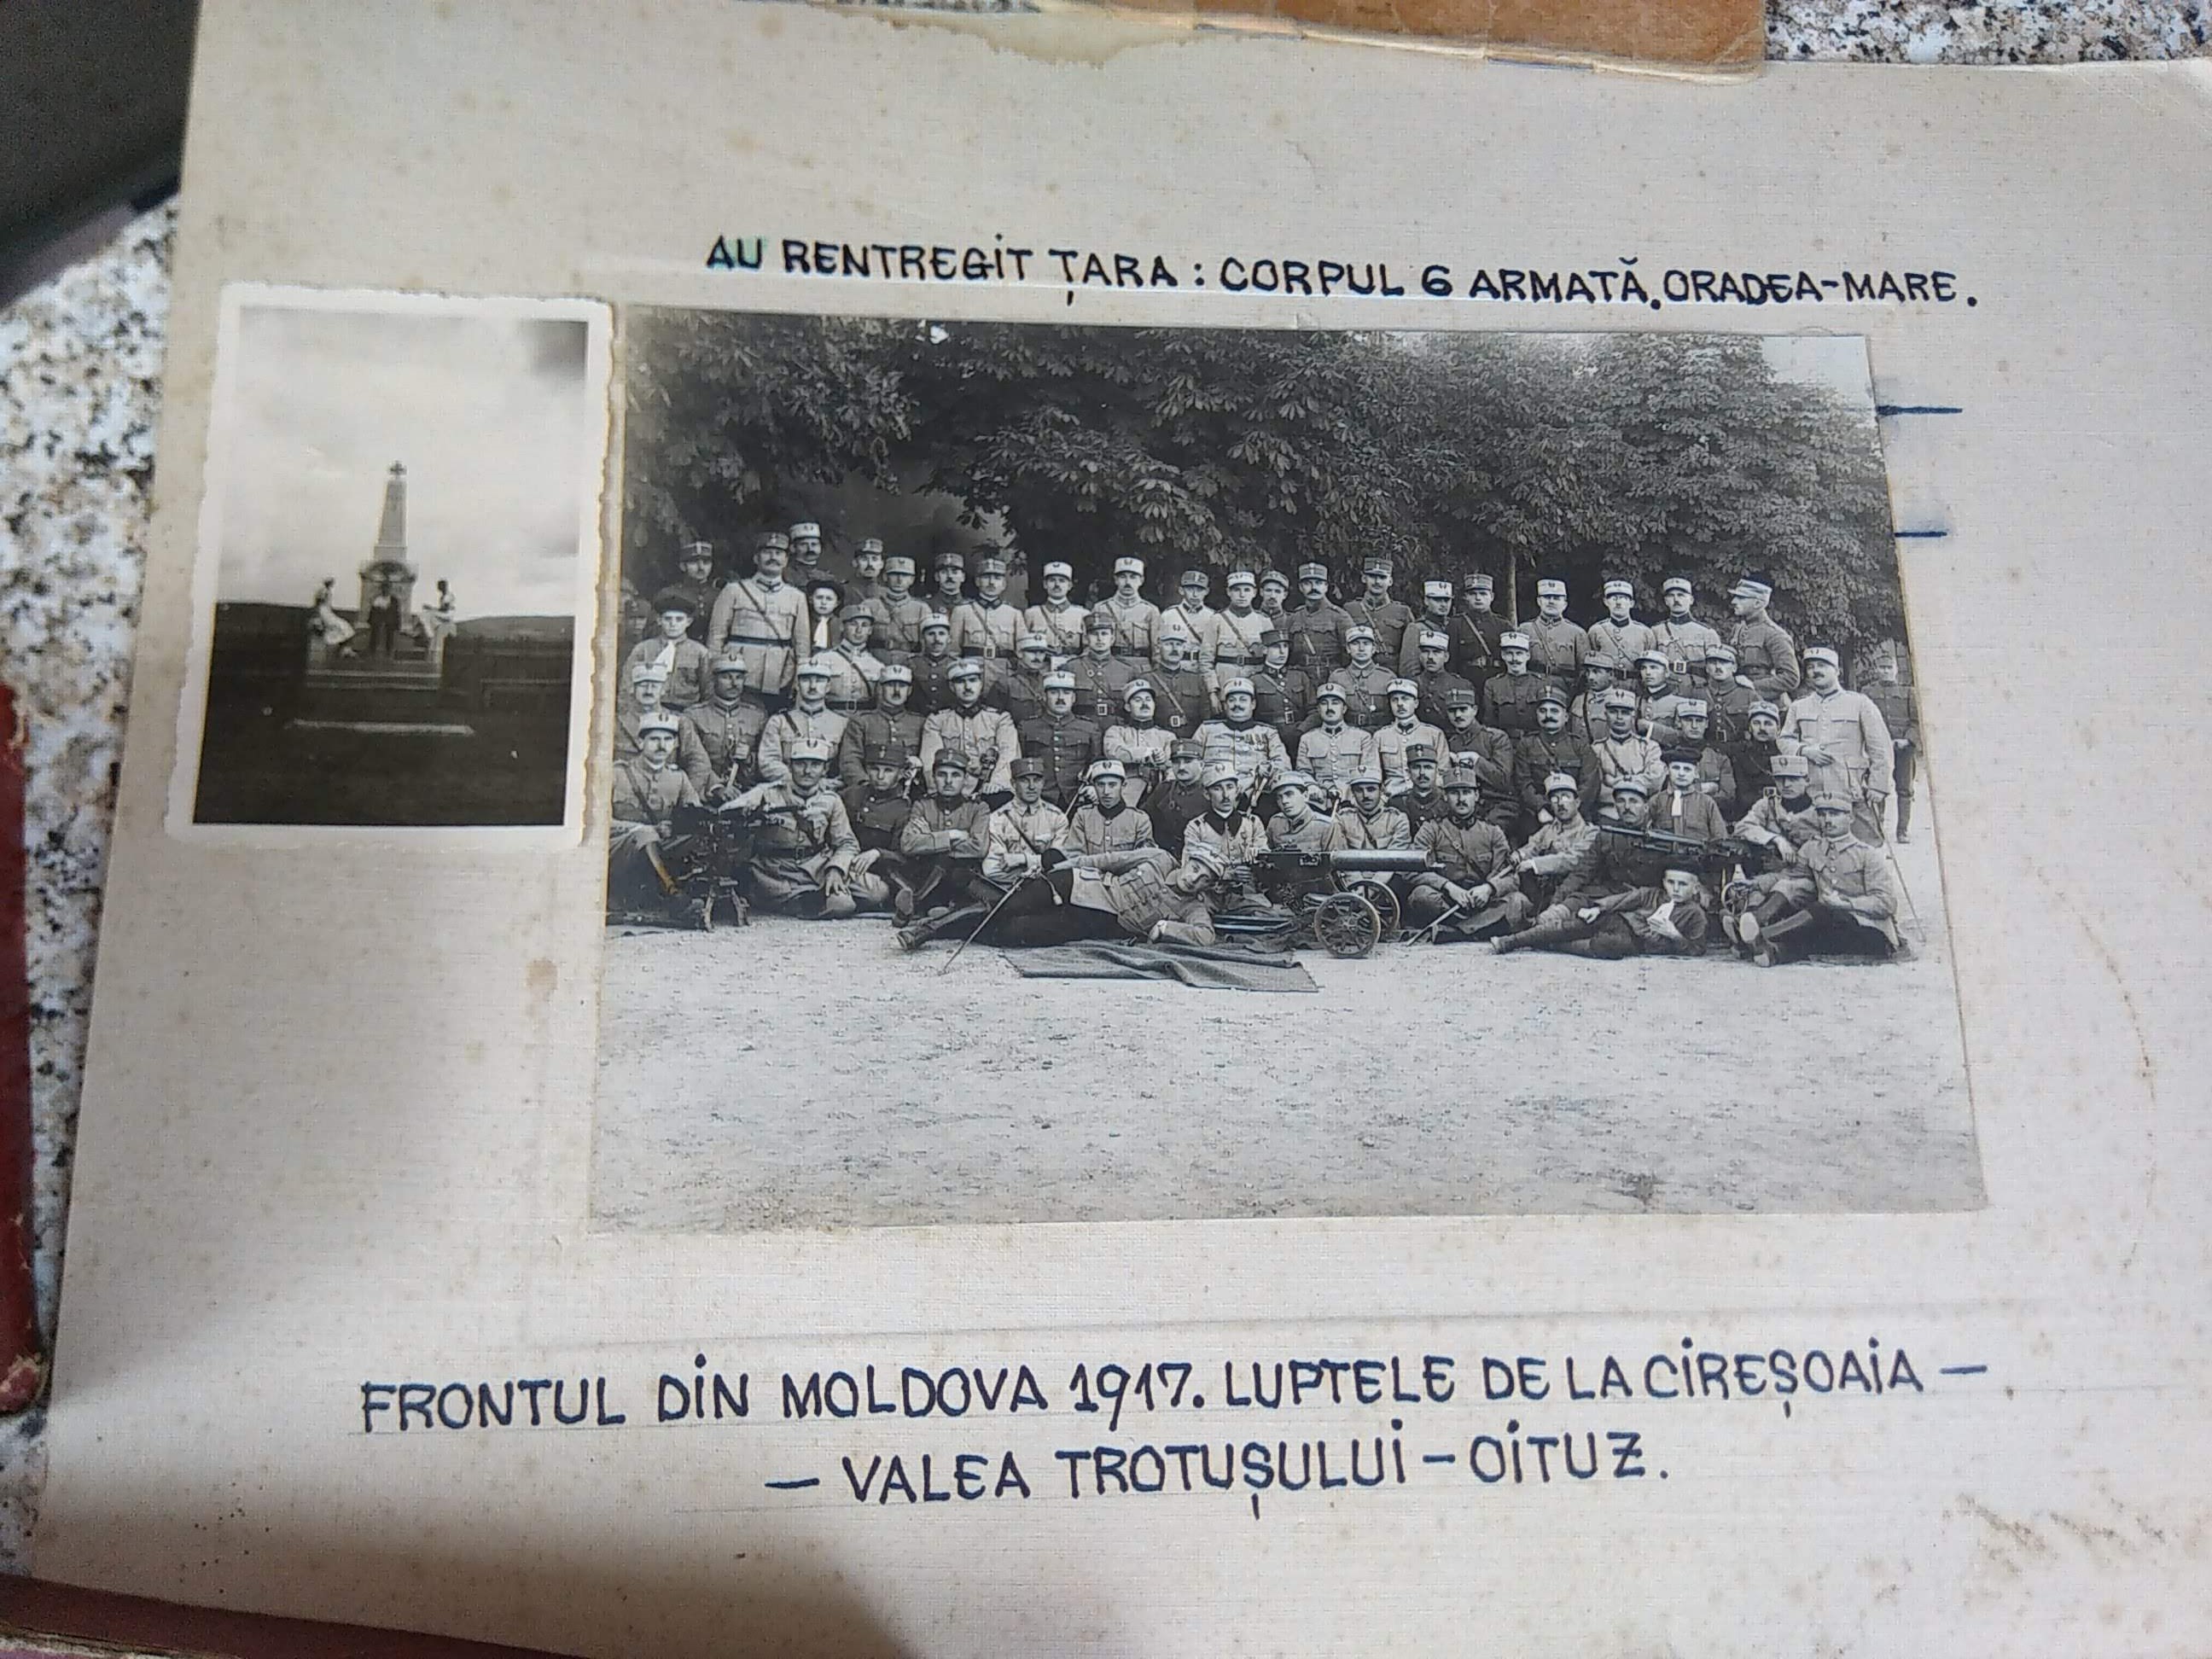 AU RENTREGIT ȚARA : CORPUL 6 ARMATĂ. ORADEA-MARE.
FRONTUL DIN MOLDOVA 1917. LUPTELE DE LA CIREȘOAIA –
– VALEA TROTUȘULUI – OITUZ.